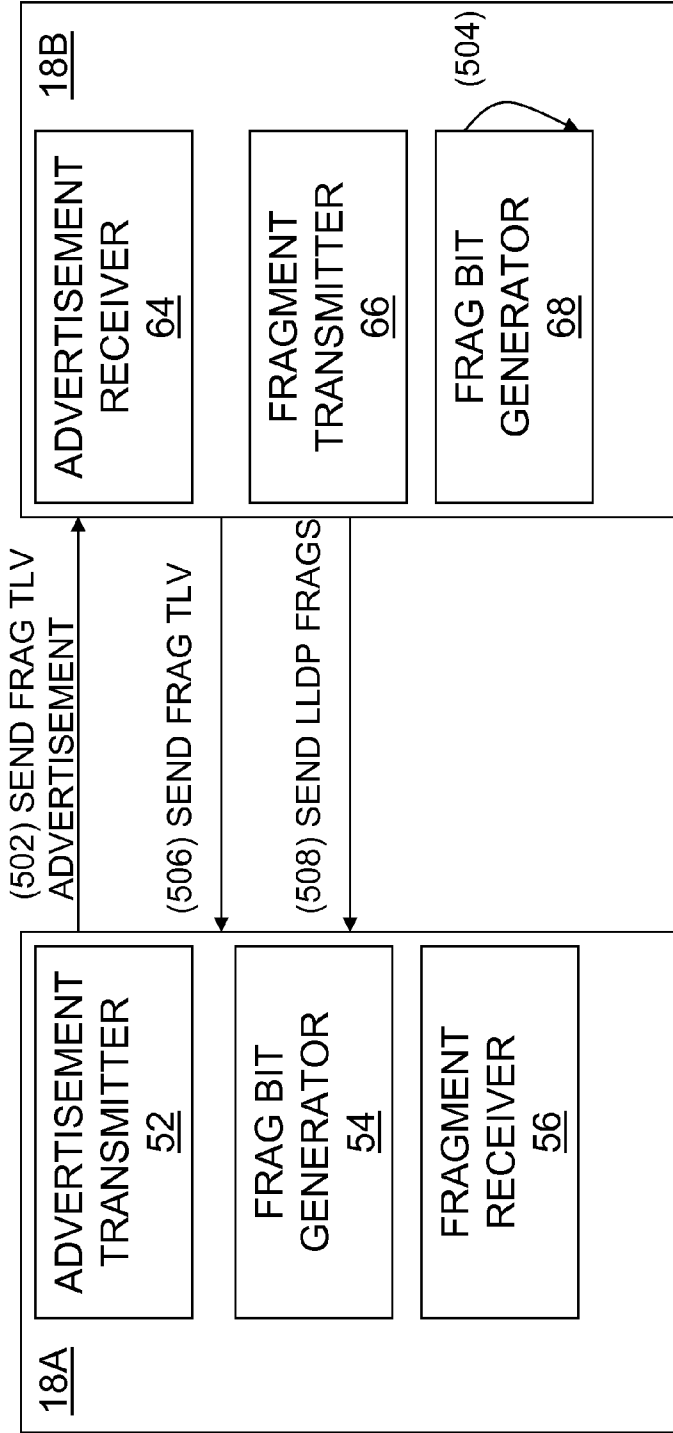 18A
ADVERTISEMENT
TRANSMITTER
52
FRAG BIT
GENERATOR
54
FRAGMENT
RECEIVER
56
(502) SEND FRAG TLV
ADVERTISEMENT
(506) SEND FRAG TLV
(508) SEND LLDP FRAGS
18B
ADVERTISEMENT
RECEIVER
64
FRAGMENT
TRANSMITTER
66
FRAG BIT
GENERATOR
68
(504)